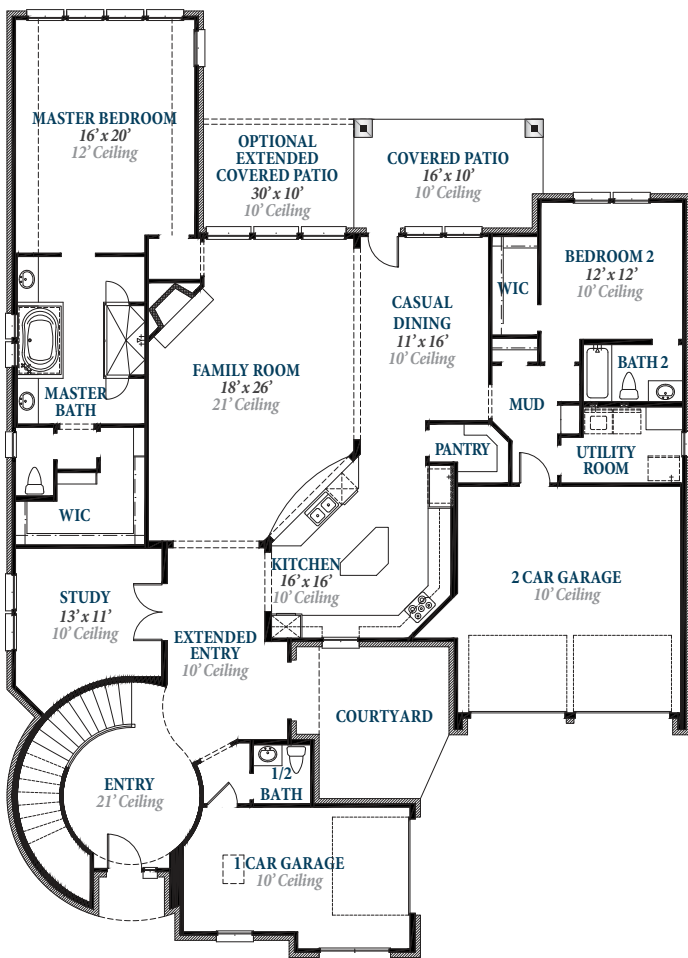 MASTER BEDROOM
16' x 20'
12' Ceiling
OPTIONAL
EXTENDED
COVERED PATIO
30' x 10'
10' Ceiling
COVERED PATIO
16' x 10'
10' Ceiling
BEDROOM 2
12' x 12'
10' Ceiling
WIC
CASUAL
DINING
11' x 16'
10' Ceiling
FAMILY ROOM
18' x 26'
21' Ceiling
BATH 2
MASTER
BATH
MUD
PANTRY
UTILITY
ROOM
WIC
KITCHEN
16' x 16'
10' Ceiling
2 CAR GARAGE
10' Ceiling
STUDY
13' x 11'
10' Ceiling
EXTENDED
ENTRY
10' Ceiling
COURTYARD
1/2
BATH
ENTRY
21' Ceiling
1 CAR GARAGE
10' Ceiling